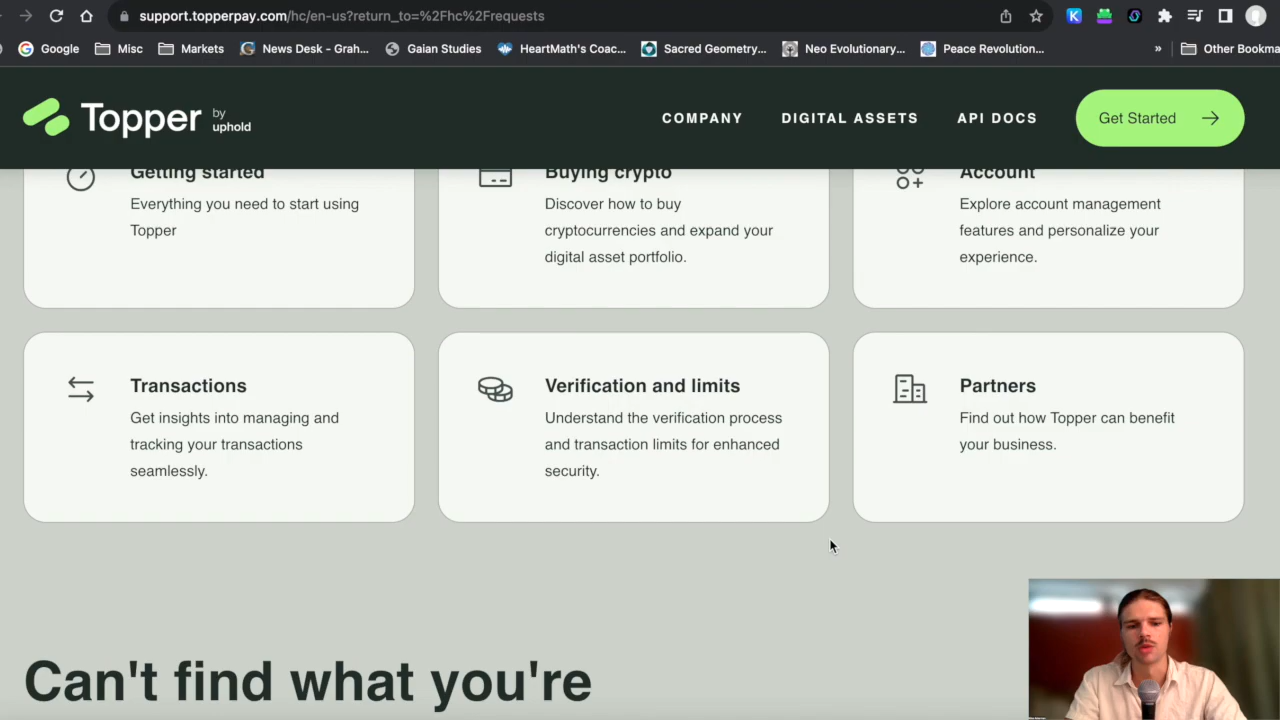 support.topperpay.com/hc/en-us?return_to=%2Fhc%2Frequests
Google
Misc
Markets
News Desk - Grah...
Gaian Studies
HeartMath's Coac...
Sacred Geometry...
Neo Evolutionary...
Peace Revolution...
»
Other Bookma
Topper by uphold
COMPANY
DIGITAL ASSETS
API DOCS
Get Started
Getting started
Everything you need to start using
Topper
Buying crypto
Discover how to buy
cryptocurrencies and expand your
digital asset portfolio.
Account
Explore account management
features and personalize your
experience.
Transactions
Get insights into managing and
tracking your transactions
seamlessly.
Verification and limits
Understand the verification process
and transaction limits for enhanced
security.
Partners
Find out how Topper can benefit
your business.
Can't find what you're